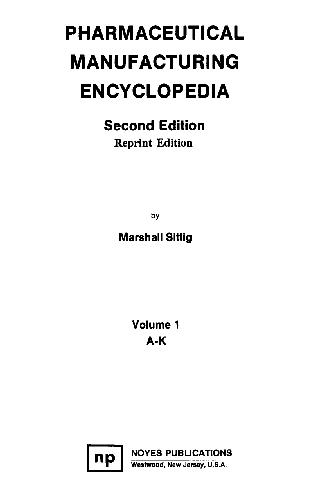 PHARMACEUTICAL
MANUFACTURING
ENCYCLOPEDIA
Second Edition
Reprint Edition
by
Marshall Sittig
Volume 1
A-K
np
NOYES PUBLICATIONS
Westwood, New Jersey, U.S.A.